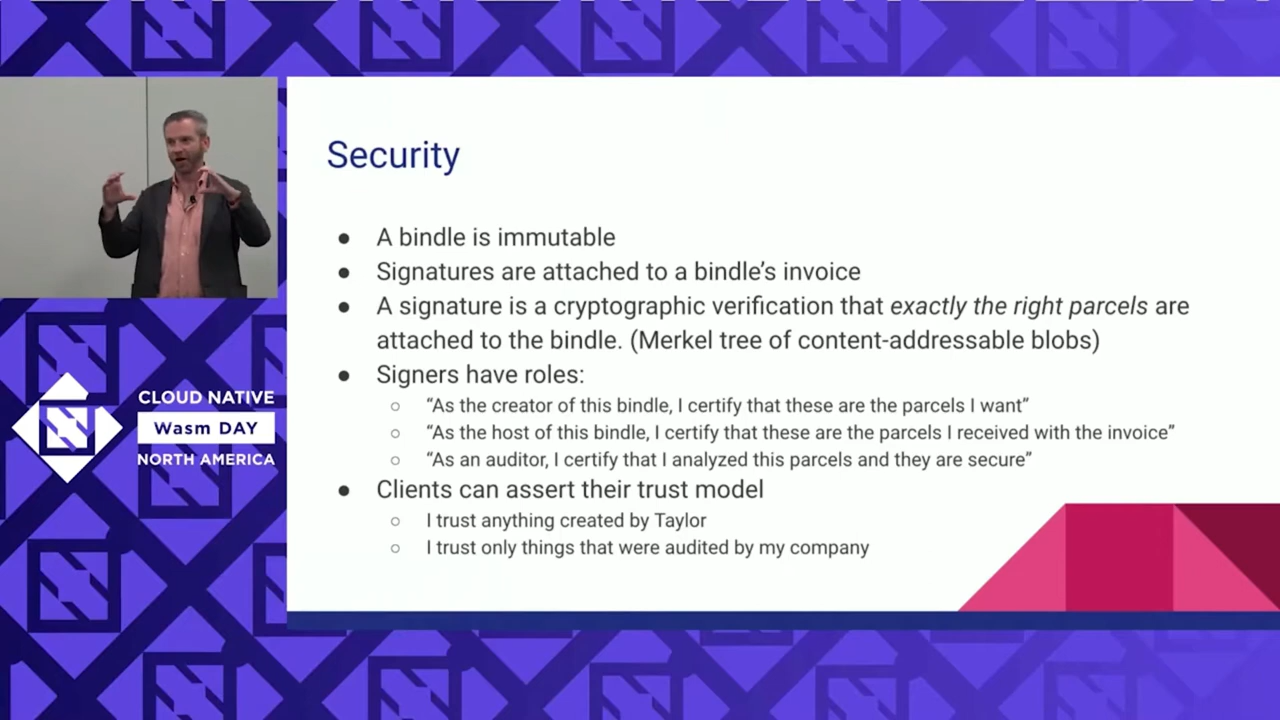 Security
● A bindle is immutable
● Signatures are attached to a bindle’s invoice
● A signature is a cryptographic verification that exactly the right parcels are
attached to the bindle. (Merkel tree of content-addressable blobs)
● Signers have roles:
○ “As the creator of this bindle, I certify that these are the parcels I want”
○ “As the host of this bindle, I certify that these are the parcels I received with the invoice”
○ “As an auditor, I certify that I analyzed this parcels and they are secure”
● Clients can assert their trust model
○ I trust anything created by Taylor
○ I trust only things that were audited by my company
CLOUD NATIVE
Wasm DAY
NORTH AMERICA